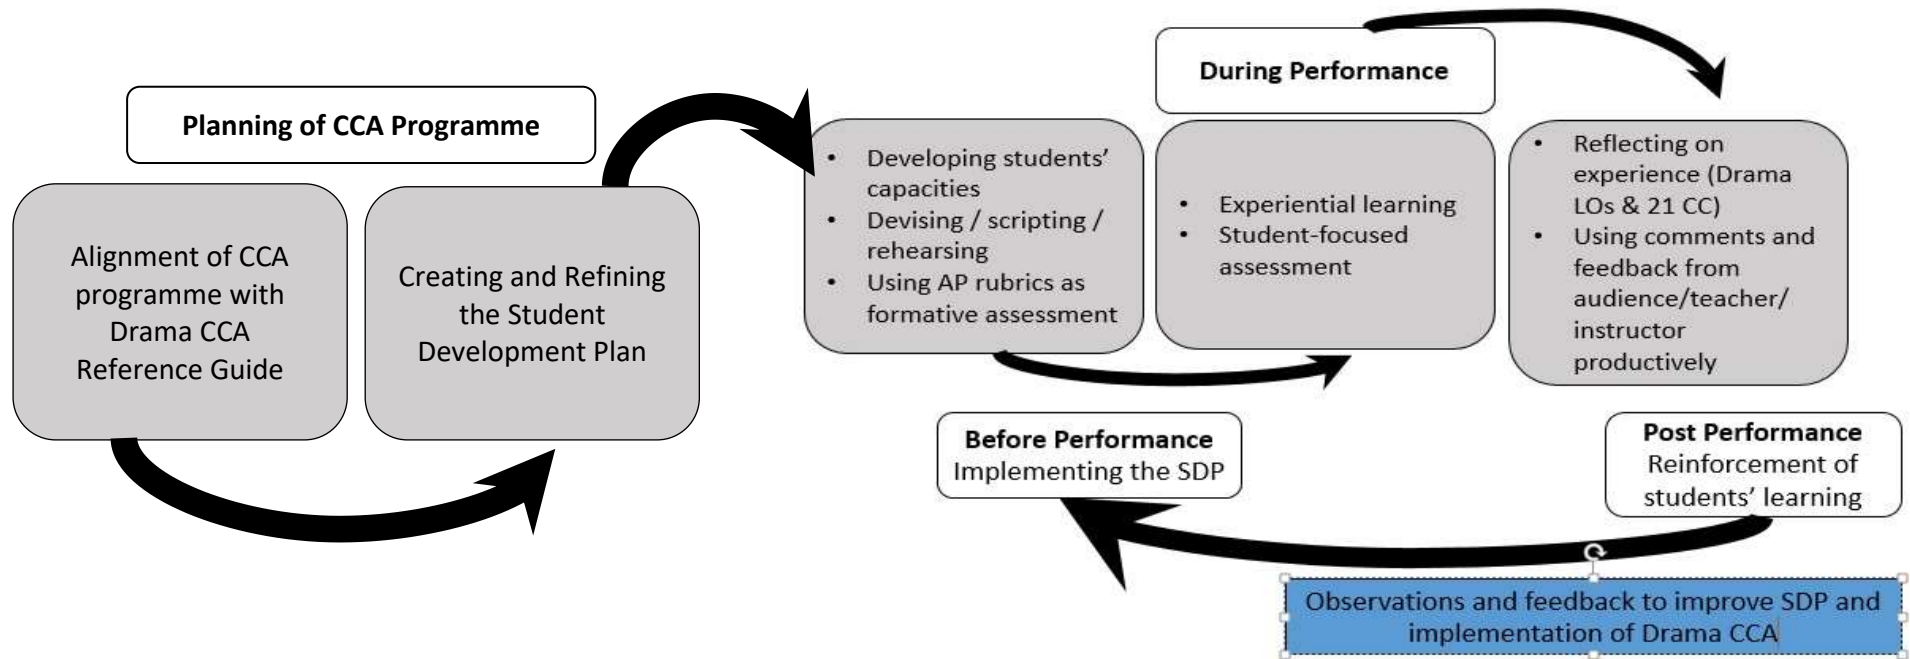 Planning of CCA Programme
Alignment of CCA
programme with
Drama CCA
Reference Guide
Creating and Refining
the Student
Development Plan
• Developing students’
capacities
• Devising / scripting /
rehearsing
• Using AP rubrics as
formative assessment
Before Performance
Implementing the SDP
During Performance
• Experiential learning
• Student-focused
assessment
• Reflecting on
experience (Drama
LOs & 21 CC)
• Using comments and
feedback from
audience/teacher/
instructor
productively
Post Performance
Reinforcement of
students’ learning
Observations and feedback to improve SDP and
implementation of Drama CCA